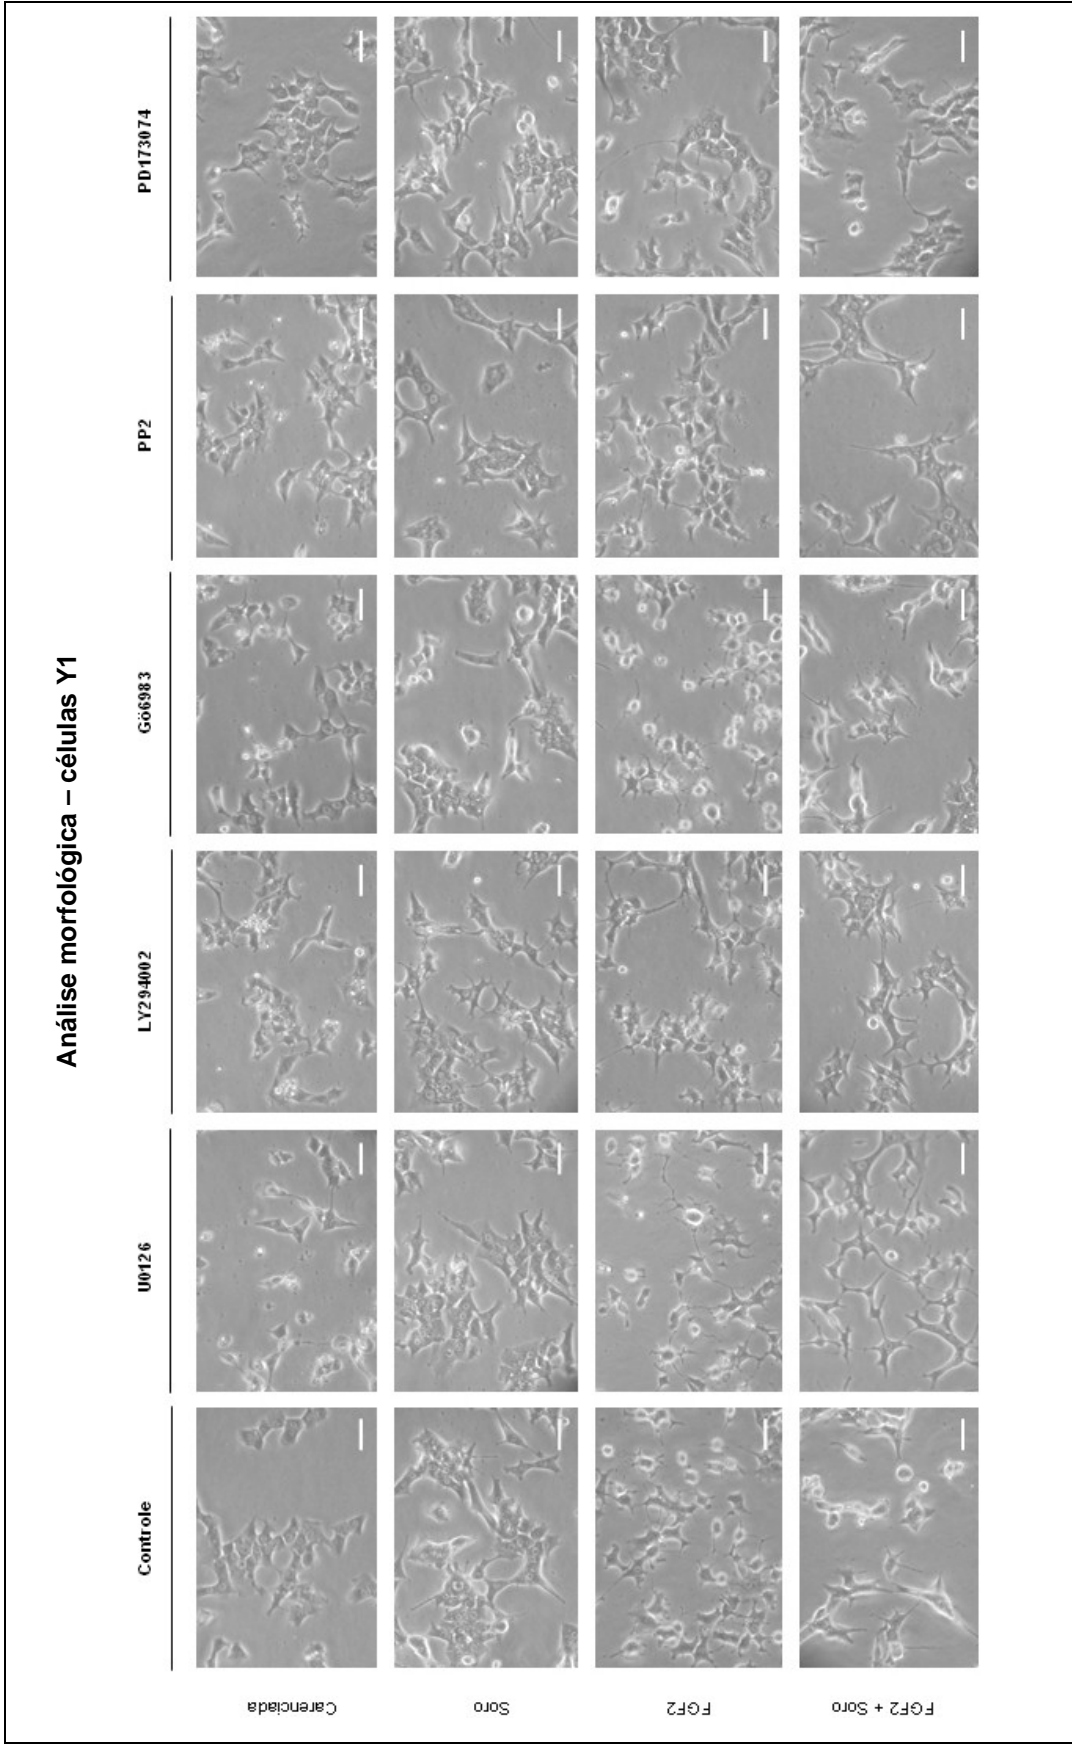 Análise morfológica – células Y1
Controle
U0126
LY294002
Gö6983
PP2
PD173074
Carenciada
Soro
FGF2
FGF2 + Soro